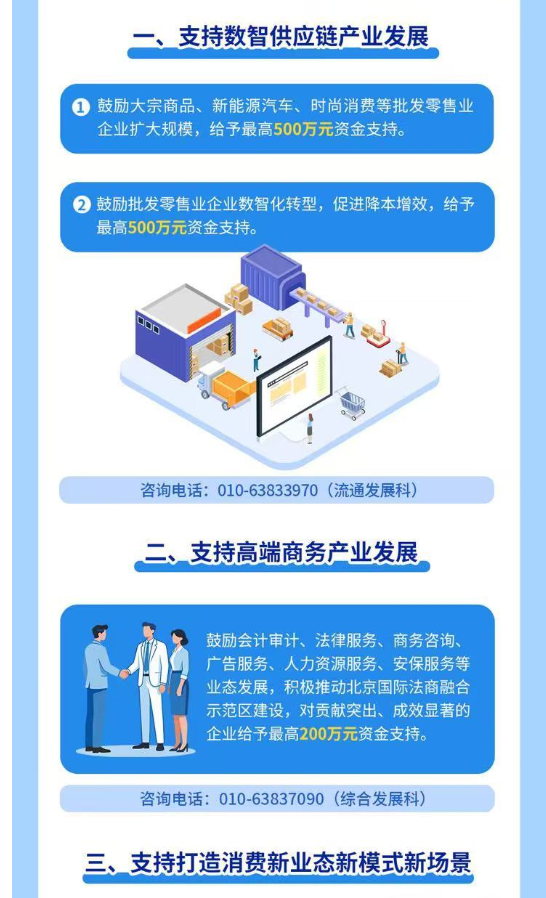 一、支持数智供应链产业发展
1 鼓励大宗商品、新能源汽车、时尚消费等批发零售业
企业扩大规模，给予最高500万元资金支持。
2 鼓励批发零售业企业数智化转型，促进降本增效，给予
最高500万元资金支持。
咨询电话：010-63833970（流通发展科）
二、支持高端商务产业发展
鼓励会计审计、法律服务、商务咨询、
广告服务、人力资源服务、安保服务等
业态发展，积极推动北京国际法商融合
示范区建设，对贡献突出、成效显著的
企业给予最高200万元资金支持。
咨询电话：010-63837090（综合发展科）
三、支持打造消费新业态新模式新场景